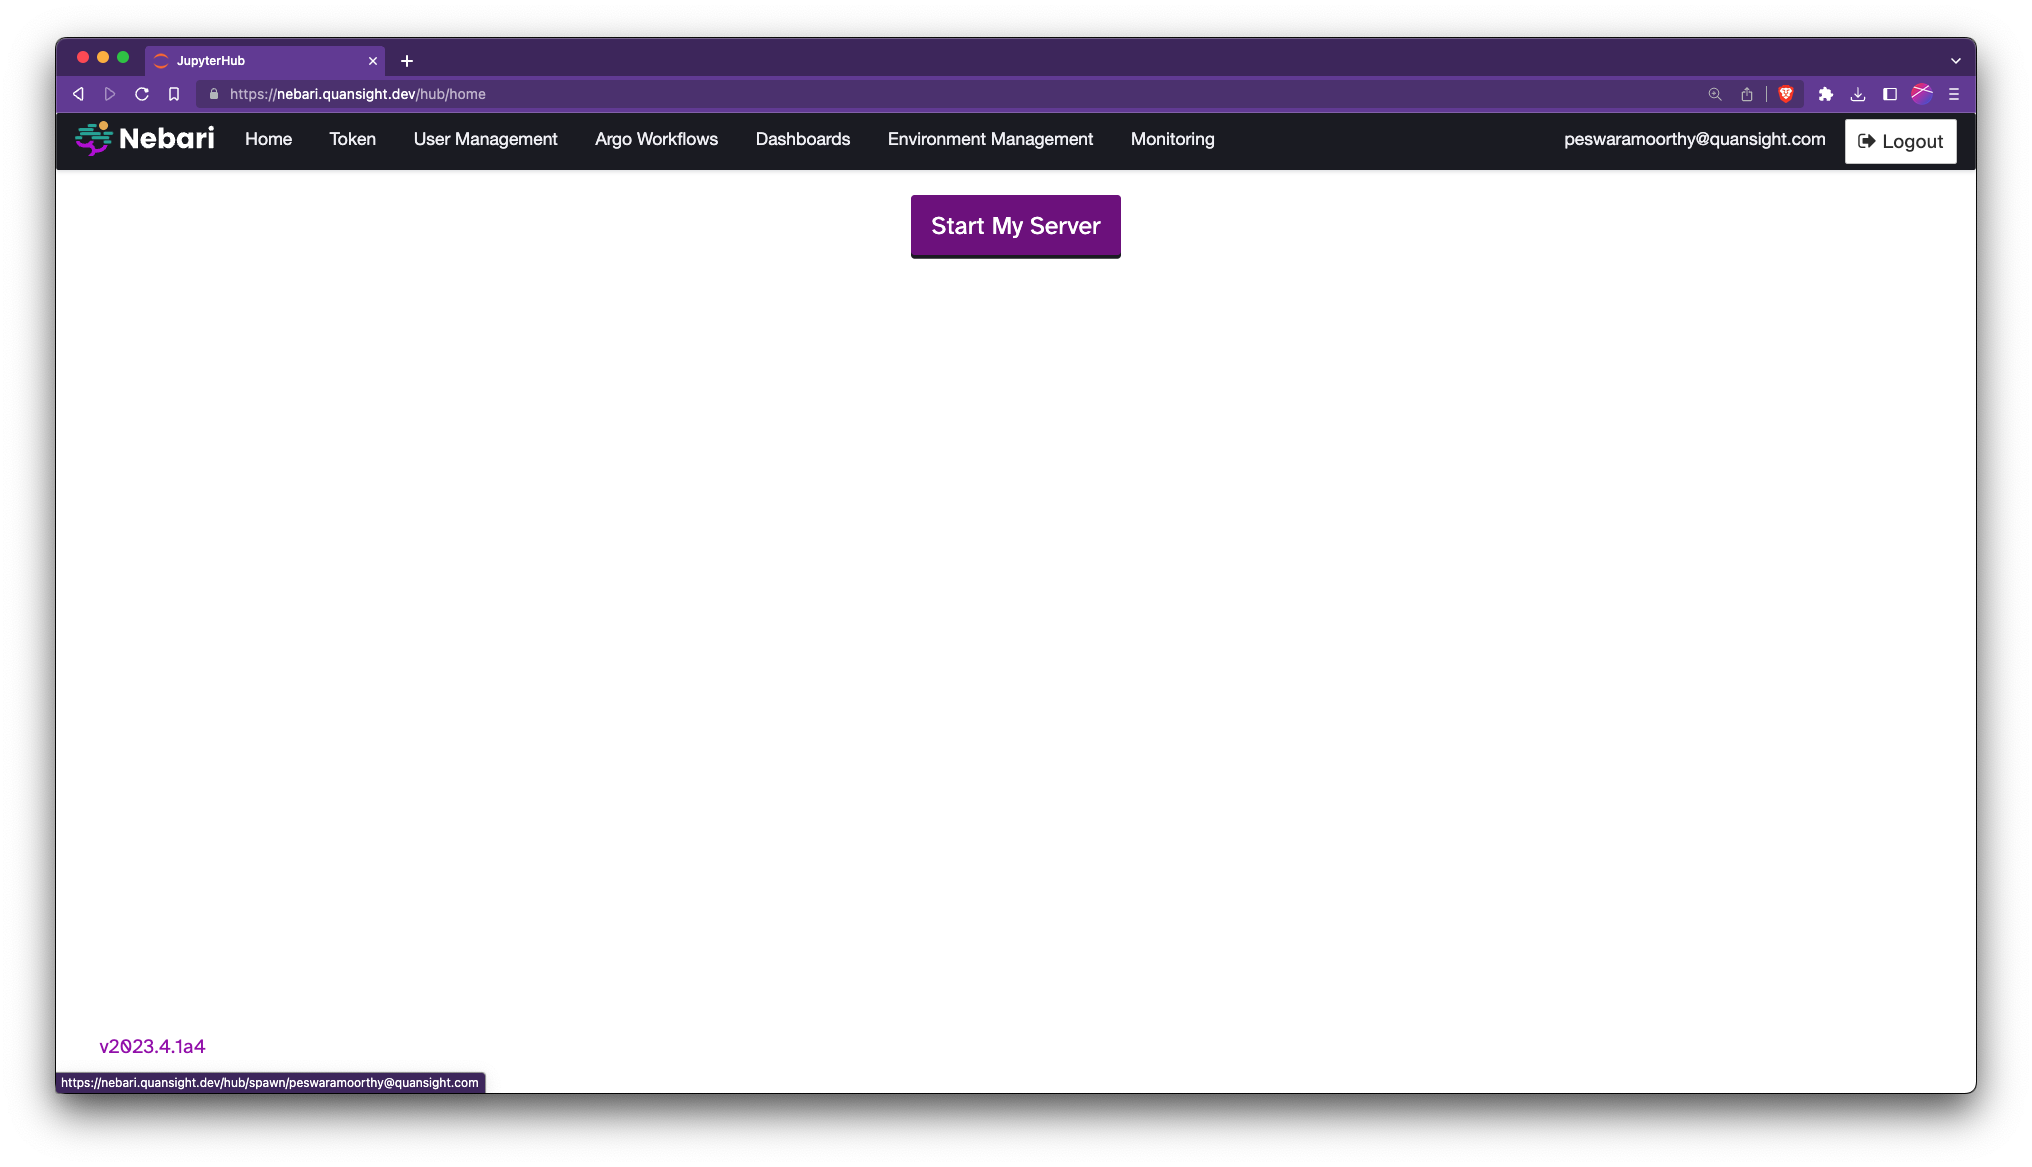 JupyterHub
https://nebari.quansight.dev/hub/home
Nebari Home Token User Management Argo Workflows Dashboards Environment Management Monitoring peswaramoorthy@quansight.com Logout
Start My Server
v2023.4.1a4
https://nebari.quansight.dev/hub/spawn/peswaramoorthy@quansight.com